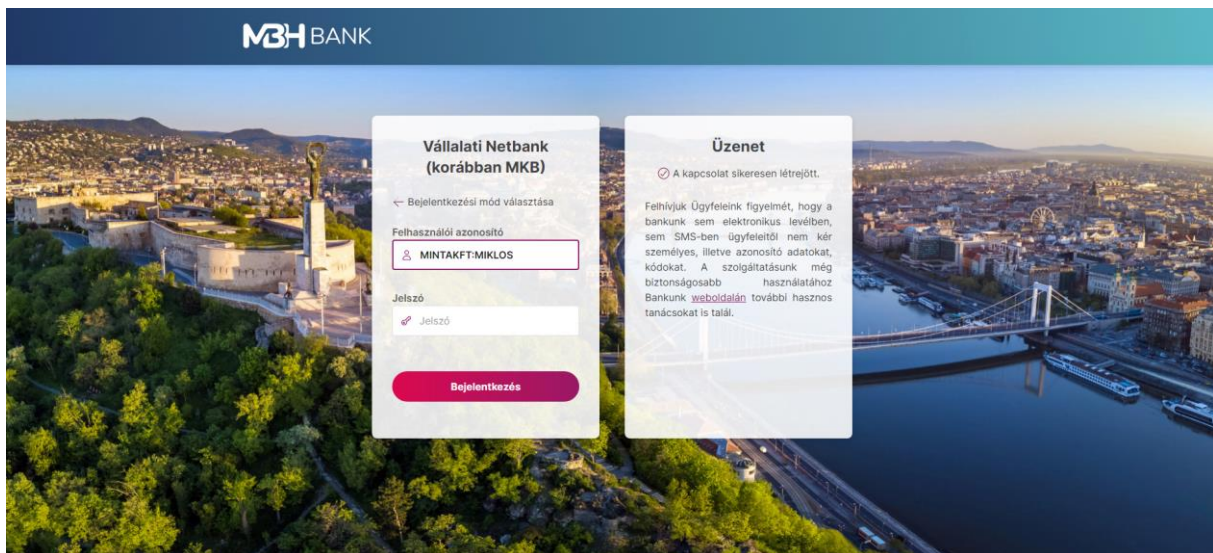 MBH BANK
Vállalati Netbank
(korábban MKB)
← Bejelentkezési mód választása
Felhasználói azonosító
MINTAKFT:MIKLOS
Jelszó
Jelszó
Bejelentkezés
Üzenet
A kapcsolat sikeresen létrejött.
Felhívjuk Ügyfeleink figyelmét, hogy a
bankunk sem elektronikus levélben,
sem SMS-ben ügyfeleitől nem kér
személyes, illetve azonosító adatokat,
kódokat. A szolgáltatásunk még
biztonságosabb használatához
Bankunk weboldalán további hasznos
tanácsokat is talál.